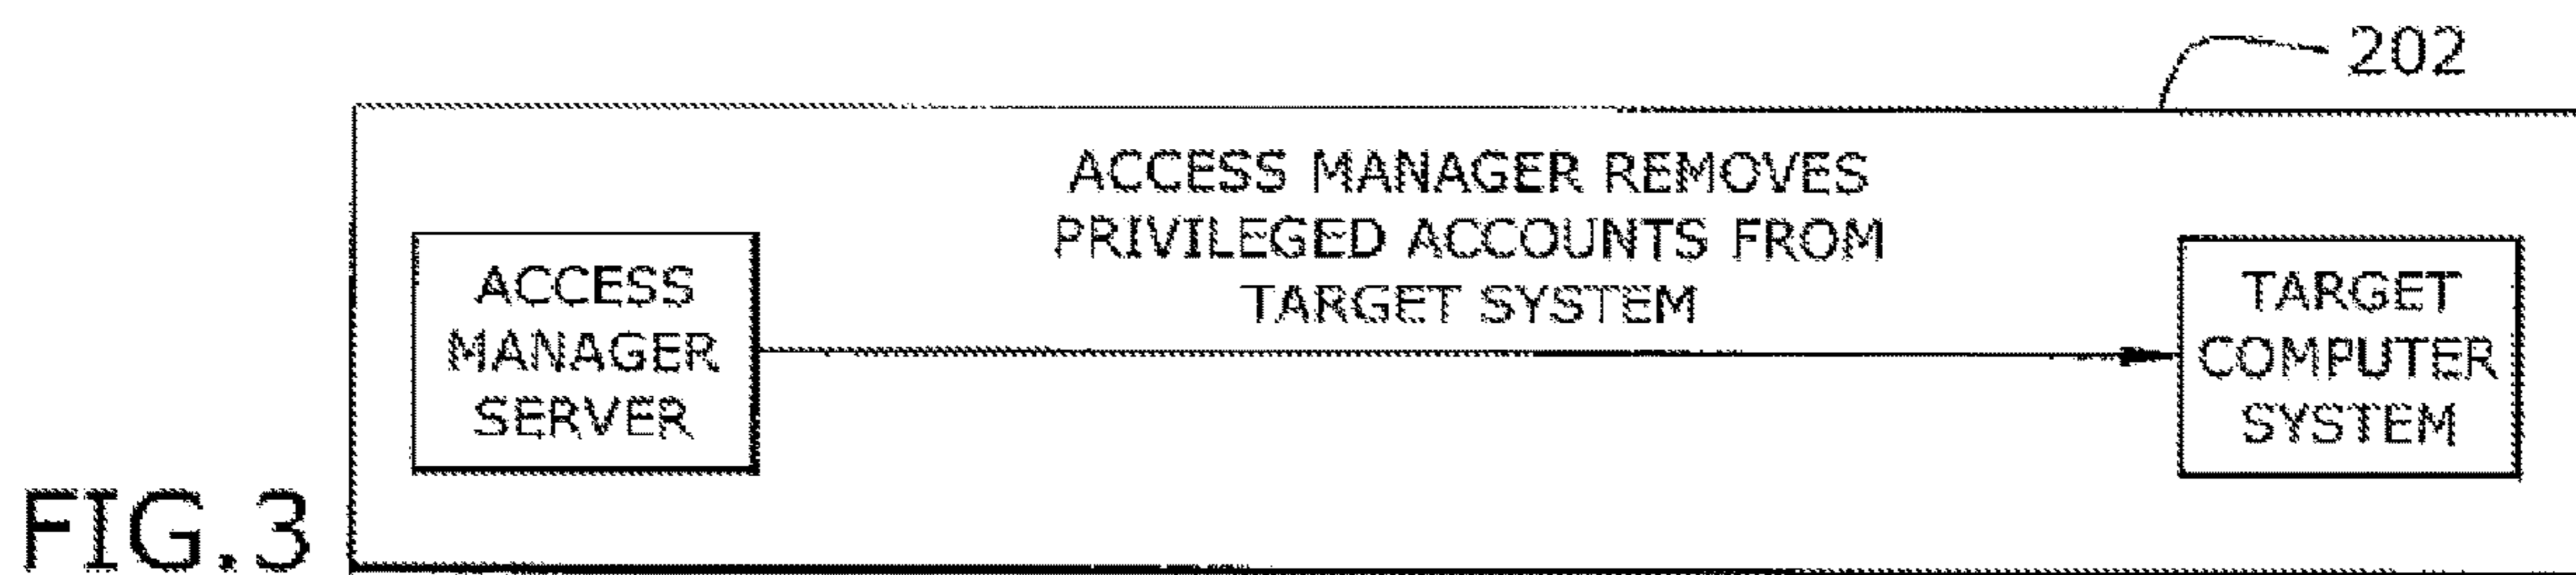 202
ACCESS MANAGER REMOVES
PRIVILEGED ACCOUNTS FROM
TARGET SYSTEM
ACCESS
MANAGER
SERVER
TARGET
COMPUTER
SYSTEM
FIG.3